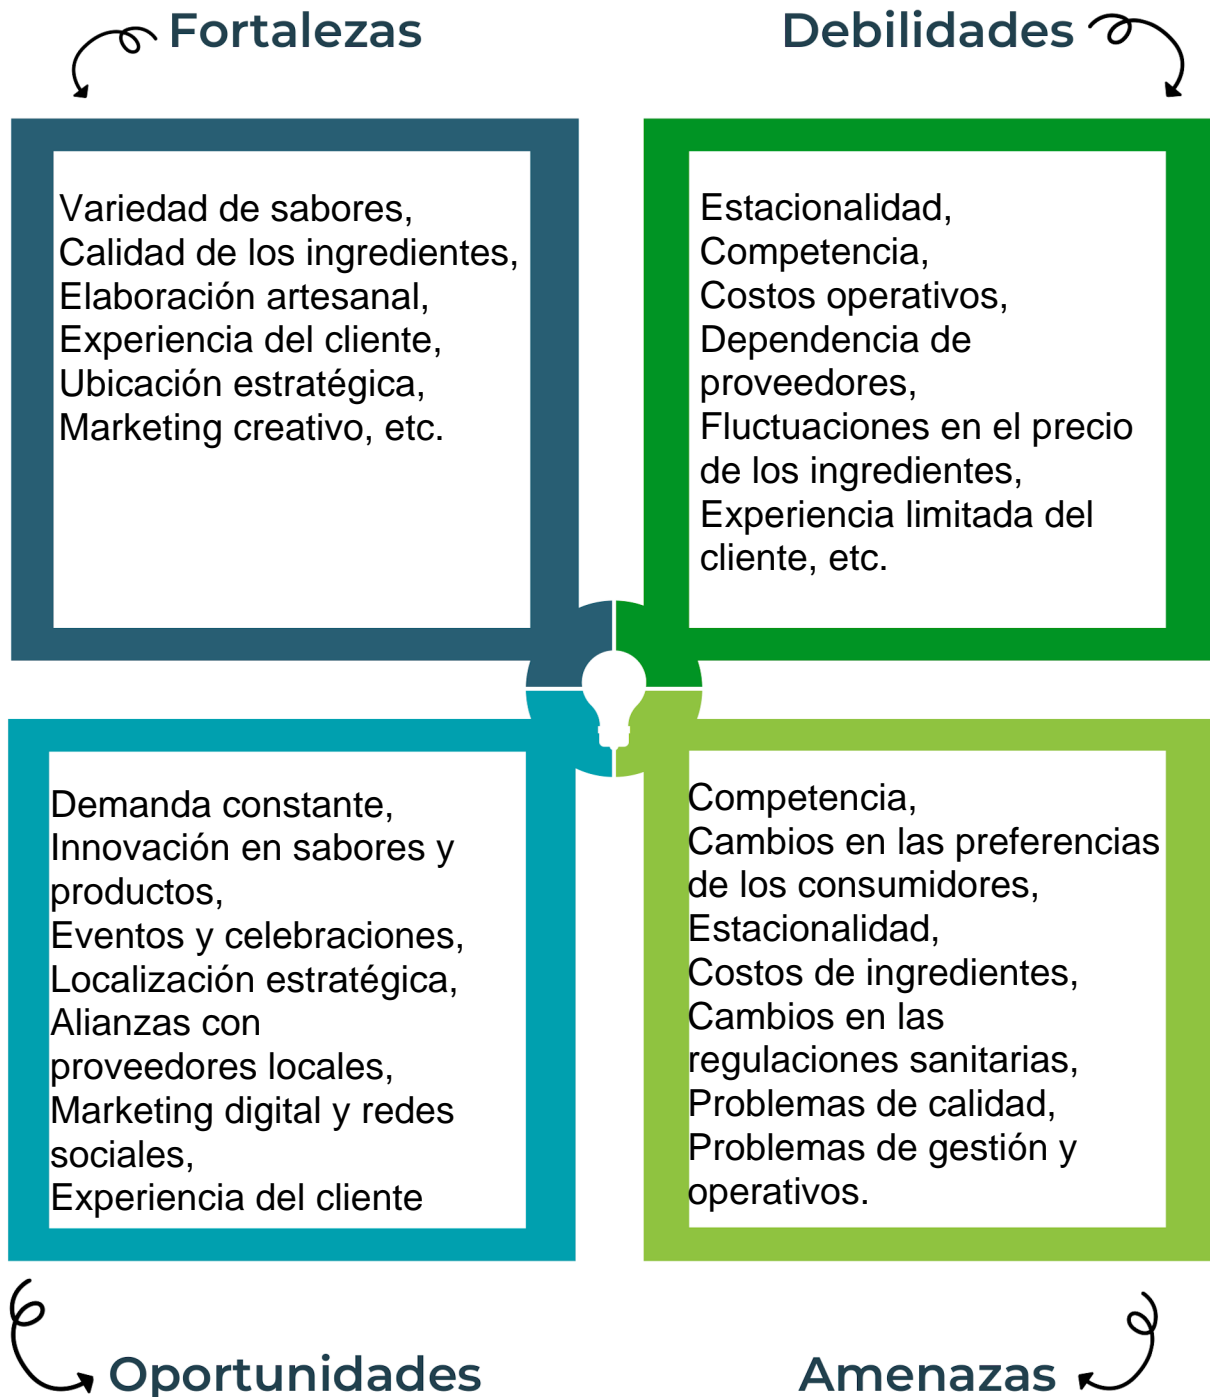 Fortalezas
Variedad de sabores,
Calidad de los ingredientes,
Elaboración artesanal,
Experiencia del cliente,
Ubicación estratégica,
Marketing creativo, etc.
Debilidades
Estacionalidad,
Competencia,
Costos operativos,
Dependencia de
proveedores,
Fluctuaciones en el precio
de los ingredientes,
Experiencia limitada del
cliente, etc.
Demanda constante,
Innovación en sabores y
productos,
Eventos y celebraciones,
Localización estratégica,
Alianzas con
proveedores locales,
Marketing digital y redes
sociales,
Experiencia del cliente
Oportunidades
Competencia,
Cambios en las preferencias
de los consumidores,
Estacionalidad,
Costos de ingredientes,
Cambios en las
regulaciones sanitarias,
Problemas de calidad,
Problemas de gestión y
operativos.
Amenazas